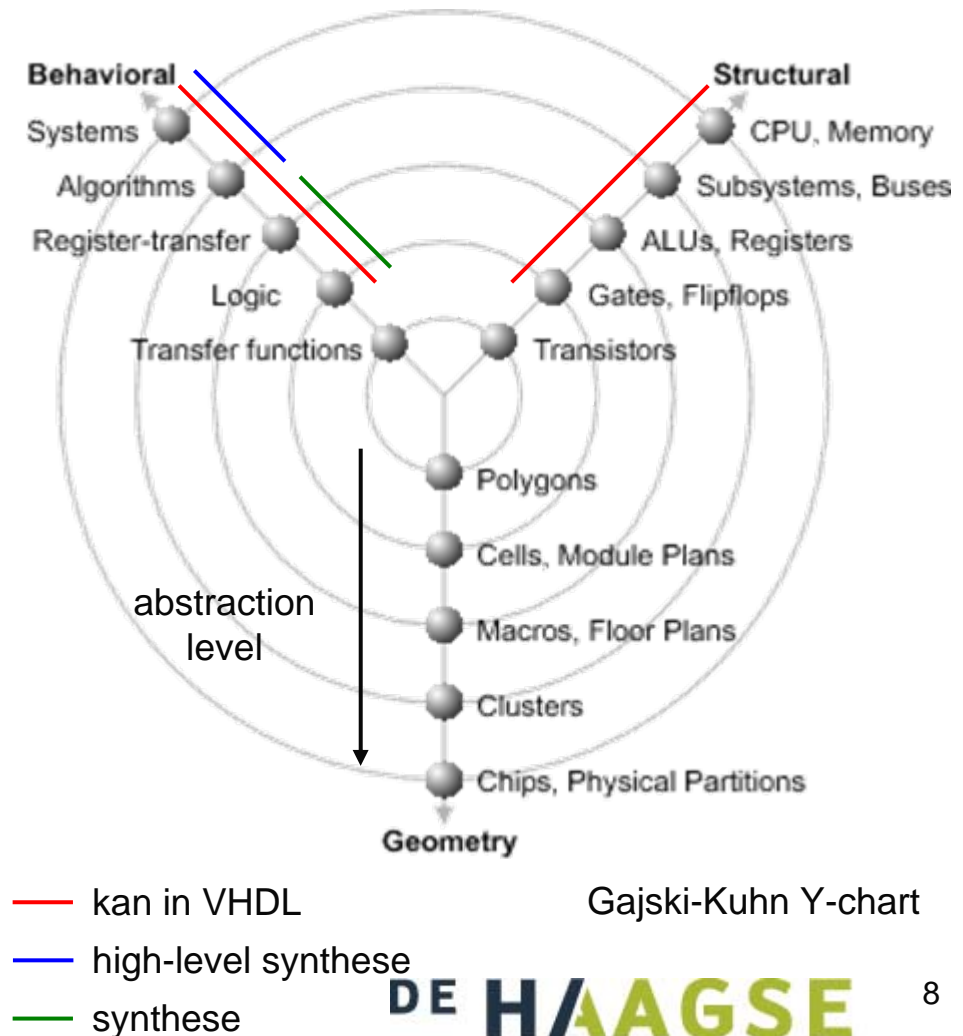 Behavioral
Structural
Systems
CPU, Memory
Algorithms
Subsystems, Buses
Register-transfer
ALUs, Registers
Logic
Gates, Flipflops
Transfer functions
Transistors
Polygons
Cells, Module Plans
abstraction
level
Macros, Floor Plans
Clusters
Chips, Physical Partitions
Geometry
kan in VHDL
Gajski-Kuhn Y-chart
high-level synthese
synthese
DE HAAGSE
8